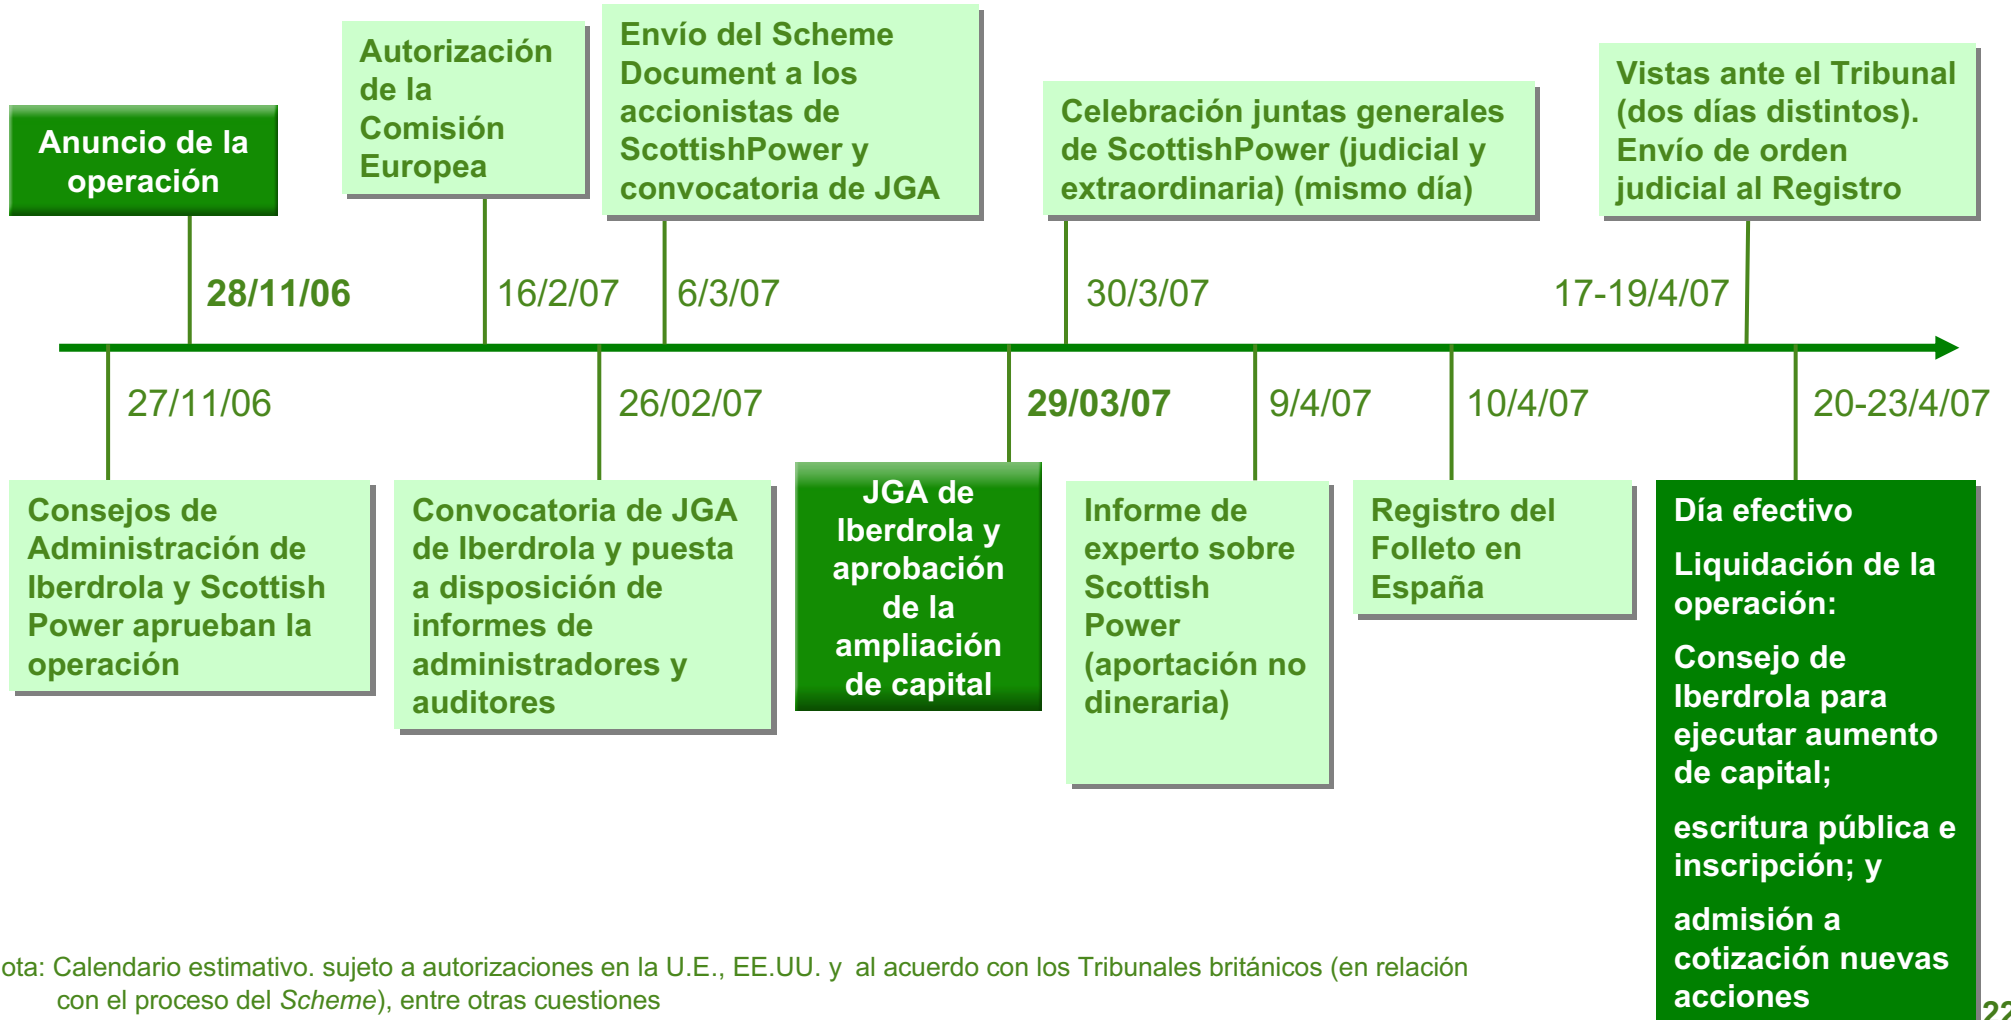 Anuncio de la
operación
Autorización
de la
Comisión
Europea
Envío del Scheme
Document a los
accionistas de
ScottishPower y
convocatoria de JGA
Celebración juntas generales
de ScottishPower (judicial y
extraordinaria) (mismo día)
Vistas ante el Tribunal
(dos días distintos).
Envío de orden
judicial al Registro
28/11/06
16/2/07
6/3/07
30/3/07
17-19/4/07
27/11/06
26/02/07
29/03/07
9/4/07
10/4/07
20-23/4/07
Consejos de
Administración de
Iberdrola y Scottish
Power aprueban la
operación
Convocatoria de JGA
de Iberdrola y puesta
a disposición de
informes de
administradores y
auditores
JGA de
Iberdrola y
aprobación
de la
ampliación
de capital
Informe de
experto sobre
Scottish
Power
(aportación no
dineraria)
Registro del
Folleto en
España
Día efectivo
Liquidación de la
operación:
Consejo de
Iberdrola para
ejecutar aumento
de capital;
escritura pública e
inscripción; y
admisión a
cotización nuevas
acciones
ota: Calendario estimativo. sujeto a autorizaciones en la U.E., EE.UU. y al acuerdo con los Tribunales británicos (en relación
con el proceso del Scheme), entre otras cuestiones
22